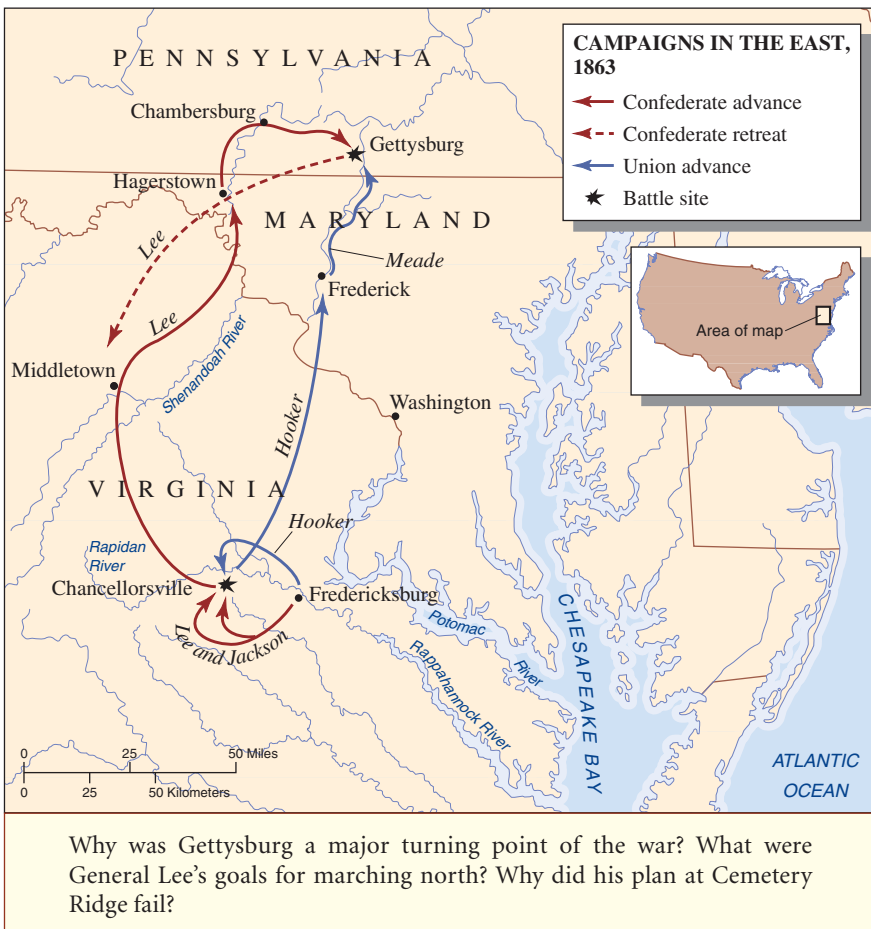 PENNSYLVANIA
Chambersburg
Gettysburg
Hagerstown
MARYLAND
Lee
Meade
Frederick
Lee
Shenandoah River
Middletown
Washington
Hooker
VIRGINIA
Hooker
Rapidan
River
Chancellorsville
Fredericksburg
Lee and Jackson
Potomac
River
Rappahannock River
CHESAPEAKE BAY
ATLANTIC
OCEAN
0 25 50 Miles
0 25 50 Kilometers
CAMPAIGNS IN THE EAST,
1863
Confederate advance
Confederate retreat
Union advance
Battle site
Area of map
Why was Gettysburg a major turning point of the war? What were
General Lee's goals for marching north? Why did his plan at Cemetery
Ridge fail?